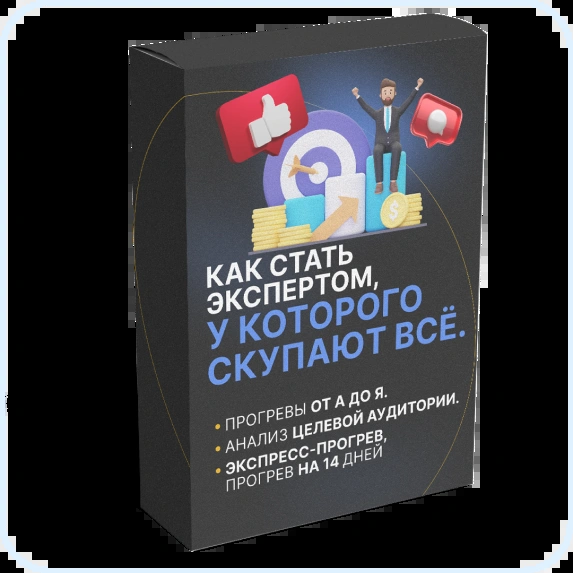 КАК СТАТЬ
ЭКСПЕРТОМ,
У КОТОРОГО
СКУПАЮТ ВСЁ.
• ПРОГРЕВЫ ОТ А ДО Я.
• АНАЛИЗ ЦЕЛЕВОЙ АУДИТОРИИ.
• ЭКСПРЕСС-ПРОГРЕВ,
ПРОГРЕВ НА 14 ДНЕЙ